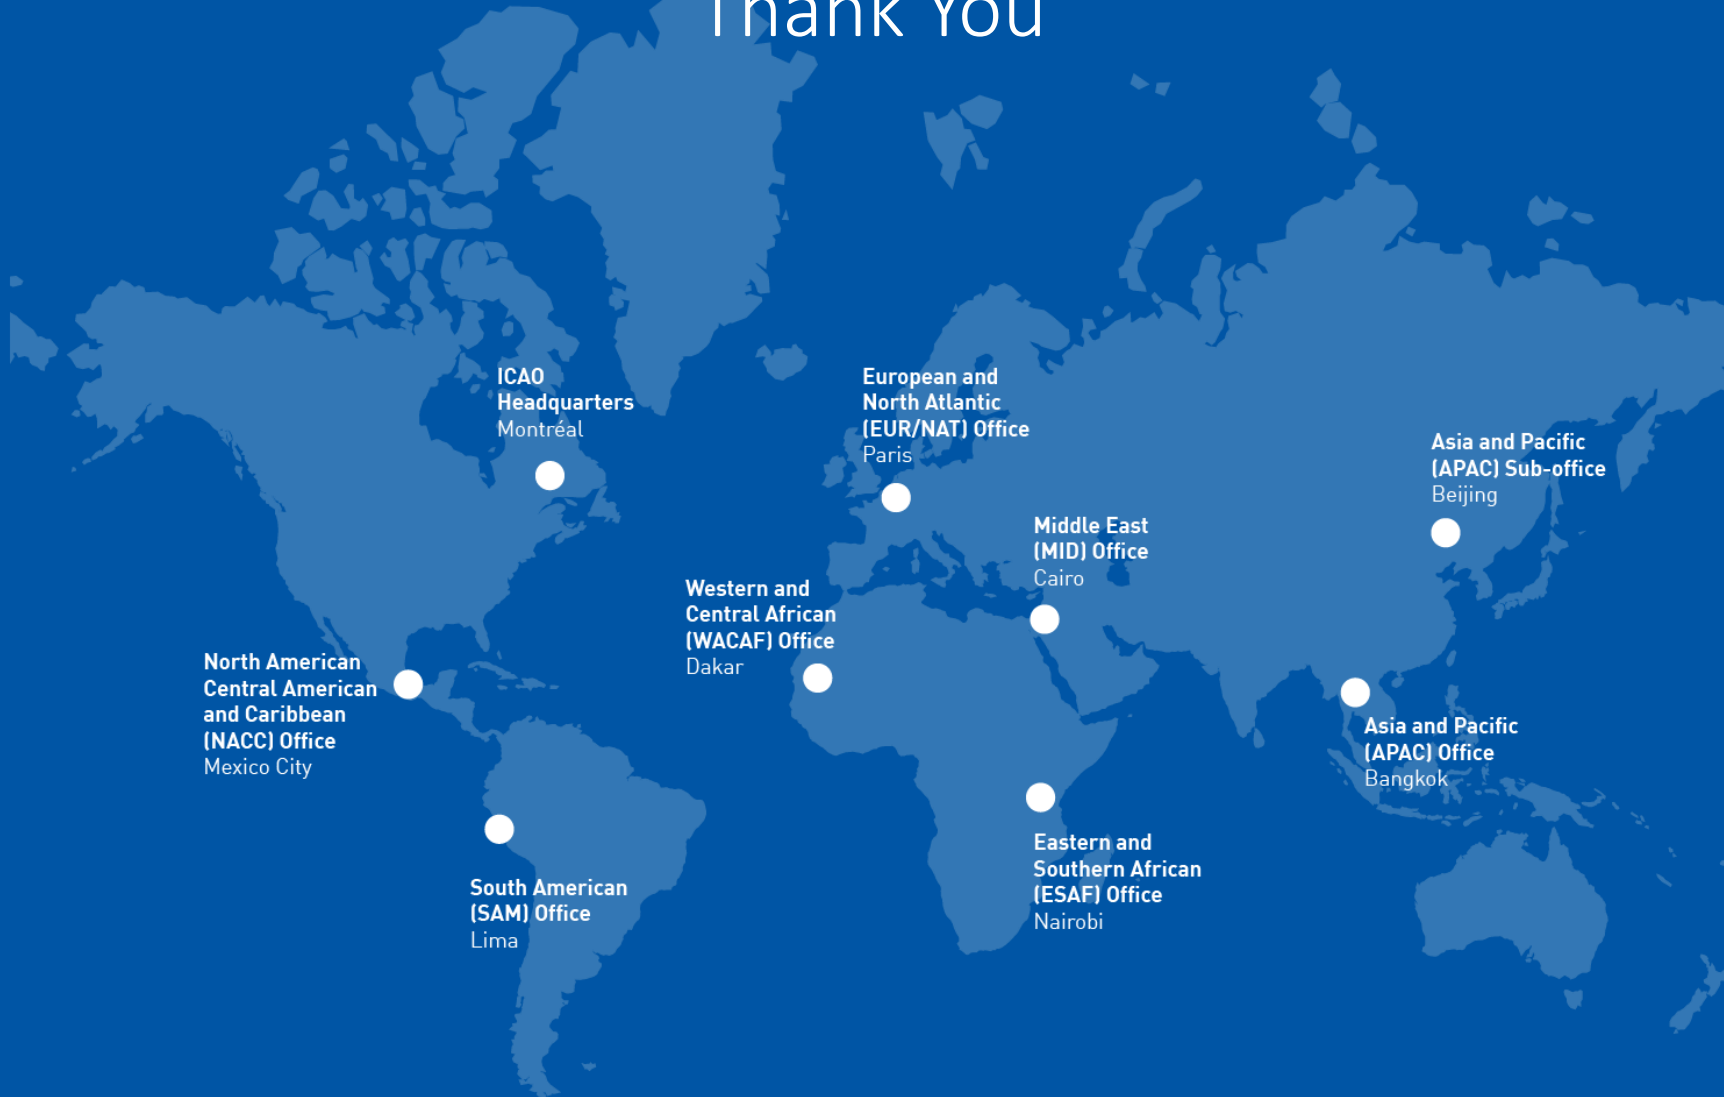 Thank You
ICAO
Headquarters
Montréal
European and
North Atlantic
(EUR/NAT) Office
Paris
Asia and Pacific
(APAC) Sub-office
Beijing
Middle East
(MID) Office
Cairo
Western and
Central African
(WACAF) Office
Dakar
North American
Central American
and Caribbean
(NACC) Office
Mexico City
Asia and Pacific
(APAC) Office
Bangkok
South American
(SAM) Office
Lima
Eastern and
Southern African
(ESAF) Office
Nairobi